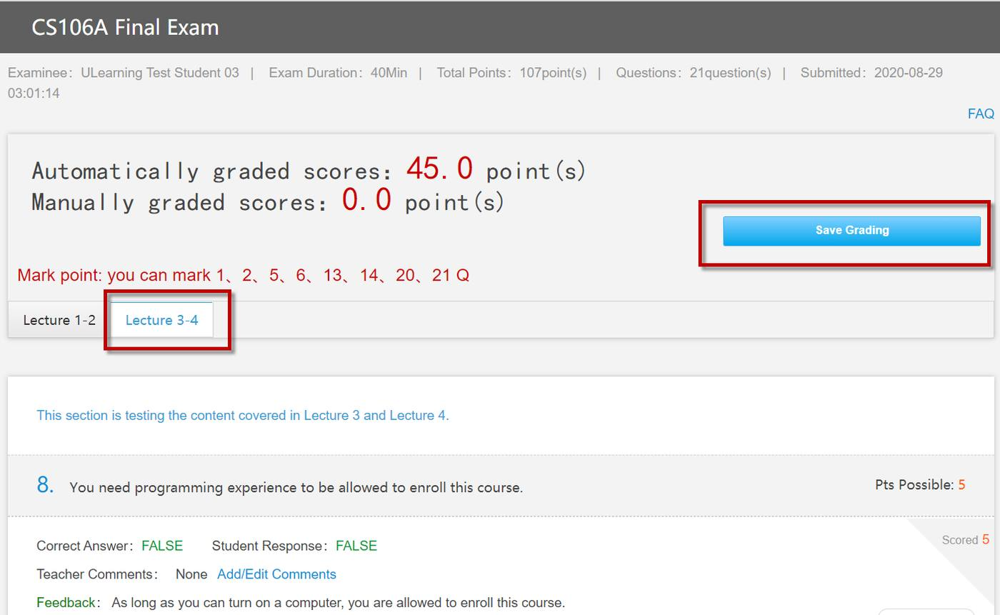 CS106A Final Exam
Examinee: ULearning Test Student 03 | Exam Duration: 40Min | Total Points: 107point(s) | Questions: 21question(s) | Submitted: 2020-08-29
03:01:14
FAQ
Automatically graded scores: 45.0 point(s)
Manually graded scores: 0.0 point(s)
Save Grading
Mark point: you can mark 1、2、5、6、13、14、20、21 Q
Lecture 1-2 Lecture 3-4
This section is testing the content covered in Lecture 3 and Lecture 4.
8. You need programming experience to be allowed to enroll this course. Pts Possible: 5
Scored 5
Correct Answer: FALSE Student Response: FALSE
Teacher Comments: None Add/Edit Comments
Feedback: As long as you can turn on a computer, you are allowed to enroll this course.